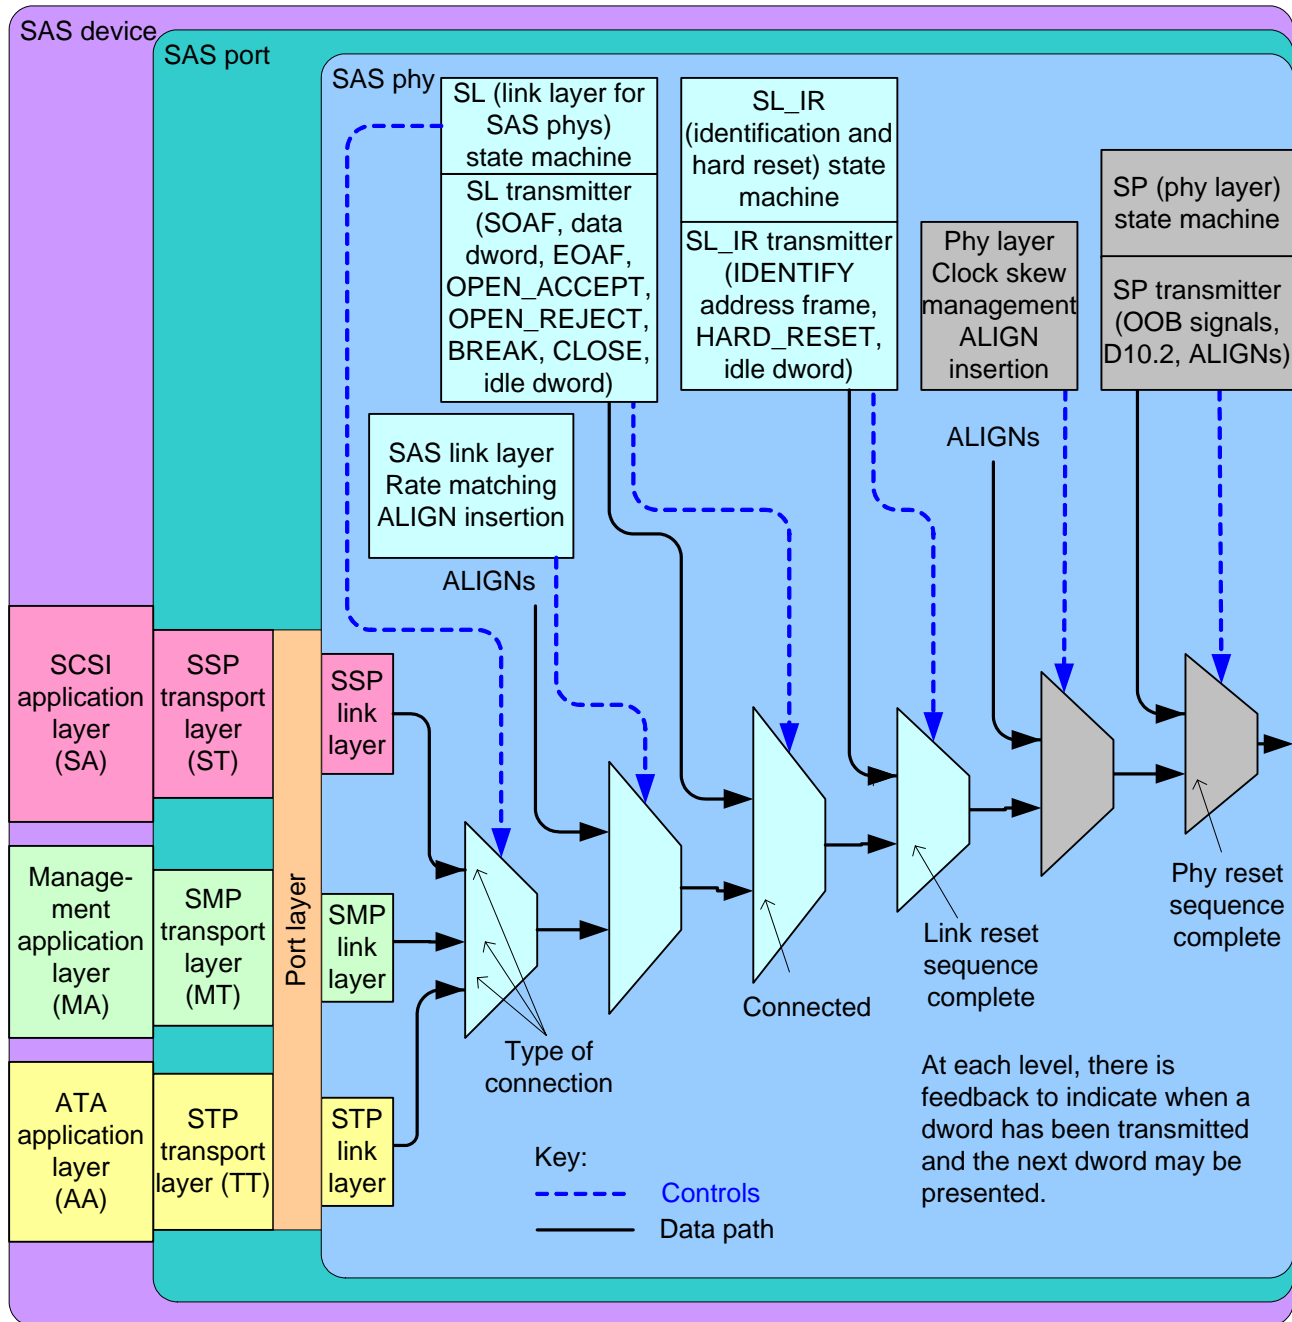 SAS device
SAS port
SAS phy
SL (link layer for
SAS phys)
state machine
SL transmitter
(SOAF, data
dword, EOAF,
OPEN_ACCEPT,
OPEN_REJECT,
BREAK, CLOSE,
idle dword)
SL_IR
(identification and
hard reset) state
machine
SL_IR transmitter
(IDENTIFY
address frame,
HARD_RESET,
idle dword)
Phy layer
Clock skew
management
ALIGN
insertion
SP (phy layer)
state machine
SP transmitter
(OOB signals,
D10.2, ALIGNs)
SAS link layer
Rate matching
ALIGN insertion
ALIGNs
ALIGNs
SCSI
application
layer
(SA)
SSP
transport
layer
(ST)
SSP
link
layer
Manage-
ment
application
layer
(MA)
SMP
transport
layer
(MT)
Port layer
SMP
link
layer
ATA
application
layer
(AA)
STP
transport
layer (TT)
STP
link
layer
Type of
connection
Connected
Link reset
sequence
complete
Phy reset
sequence
complete
At each level, there is
feedback to indicate when a
dword has been transmitted
and the next dword may be
presented.
Key:
Controls
Data path